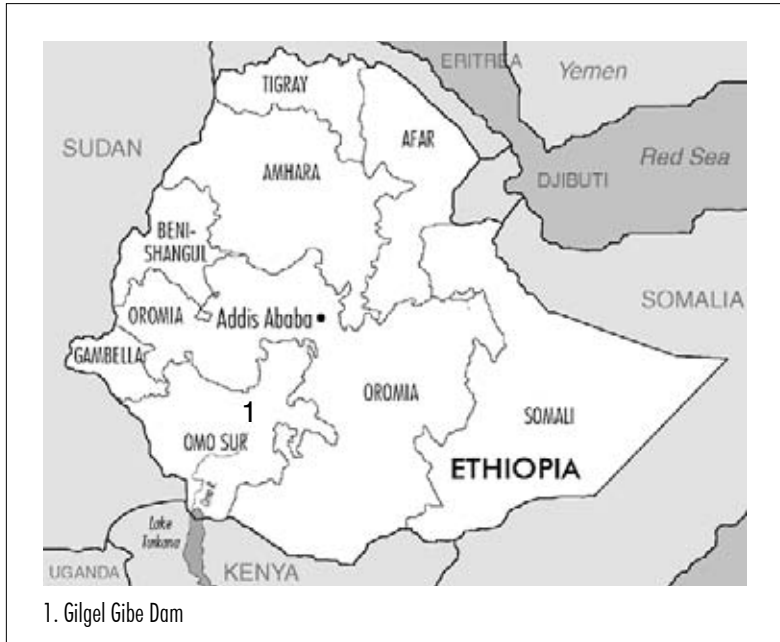 ERITREA
Yemen
TIGRAY
SUDAN
AFAR
AMHARA
Red Sea
DJIBUTI
BENI-
SHANGUL
SOMALIA
OROMIA
Addis Ababa
GAMBELLA
OROMIA
1
SOMALI
OMO SUR
ETHIOPIA
Omo R.
Lake
Turkana
UGANDA
KENYA
1. Gilgel Gibe Dam